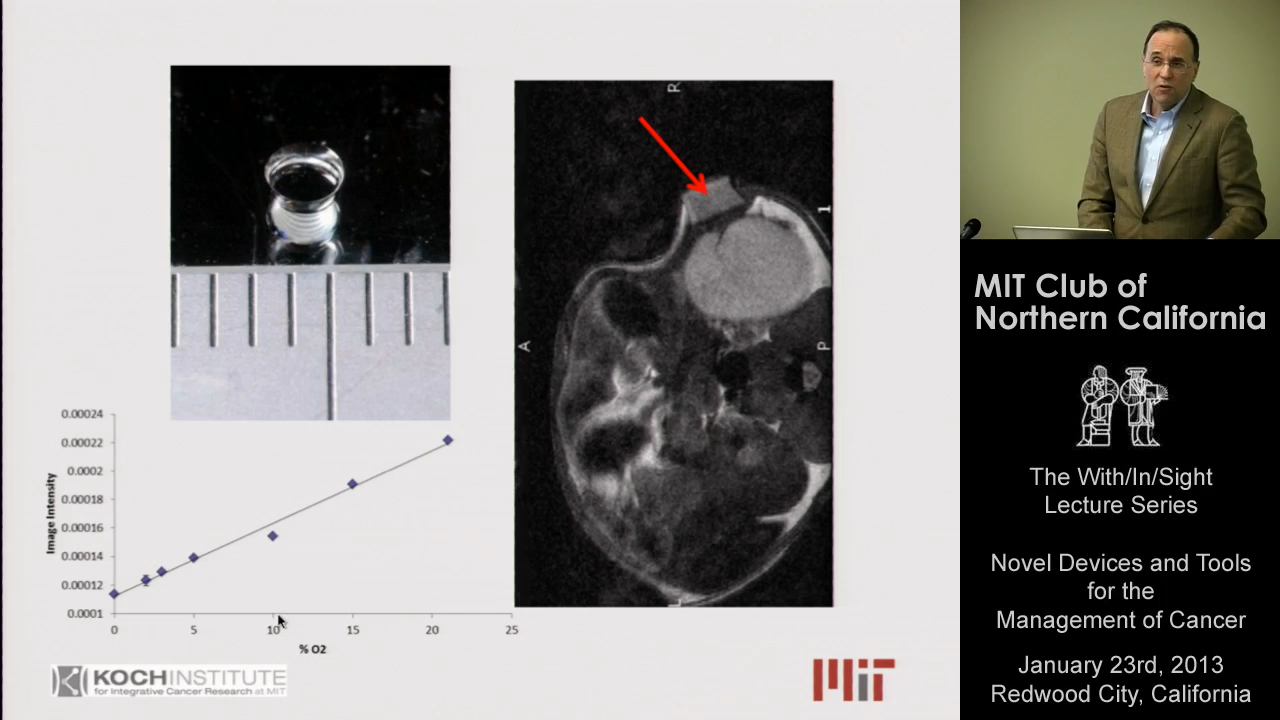 R
1
A
P
L
0.00024
0.00022
0.0002
0.00018
0.00016
0.00014
0.00012
0.0001
Image Intensity
0 5 10 15 20 25
% O2
KOCHINSTITUTE
for Integrative Cancer Research at MIT
MIT
MIT Club of
Northern California
The With/In/Sight
Lecture Series
Novel Devices and Tools
for the
Management of Cancer
January 23rd, 2013
Redwood City, California